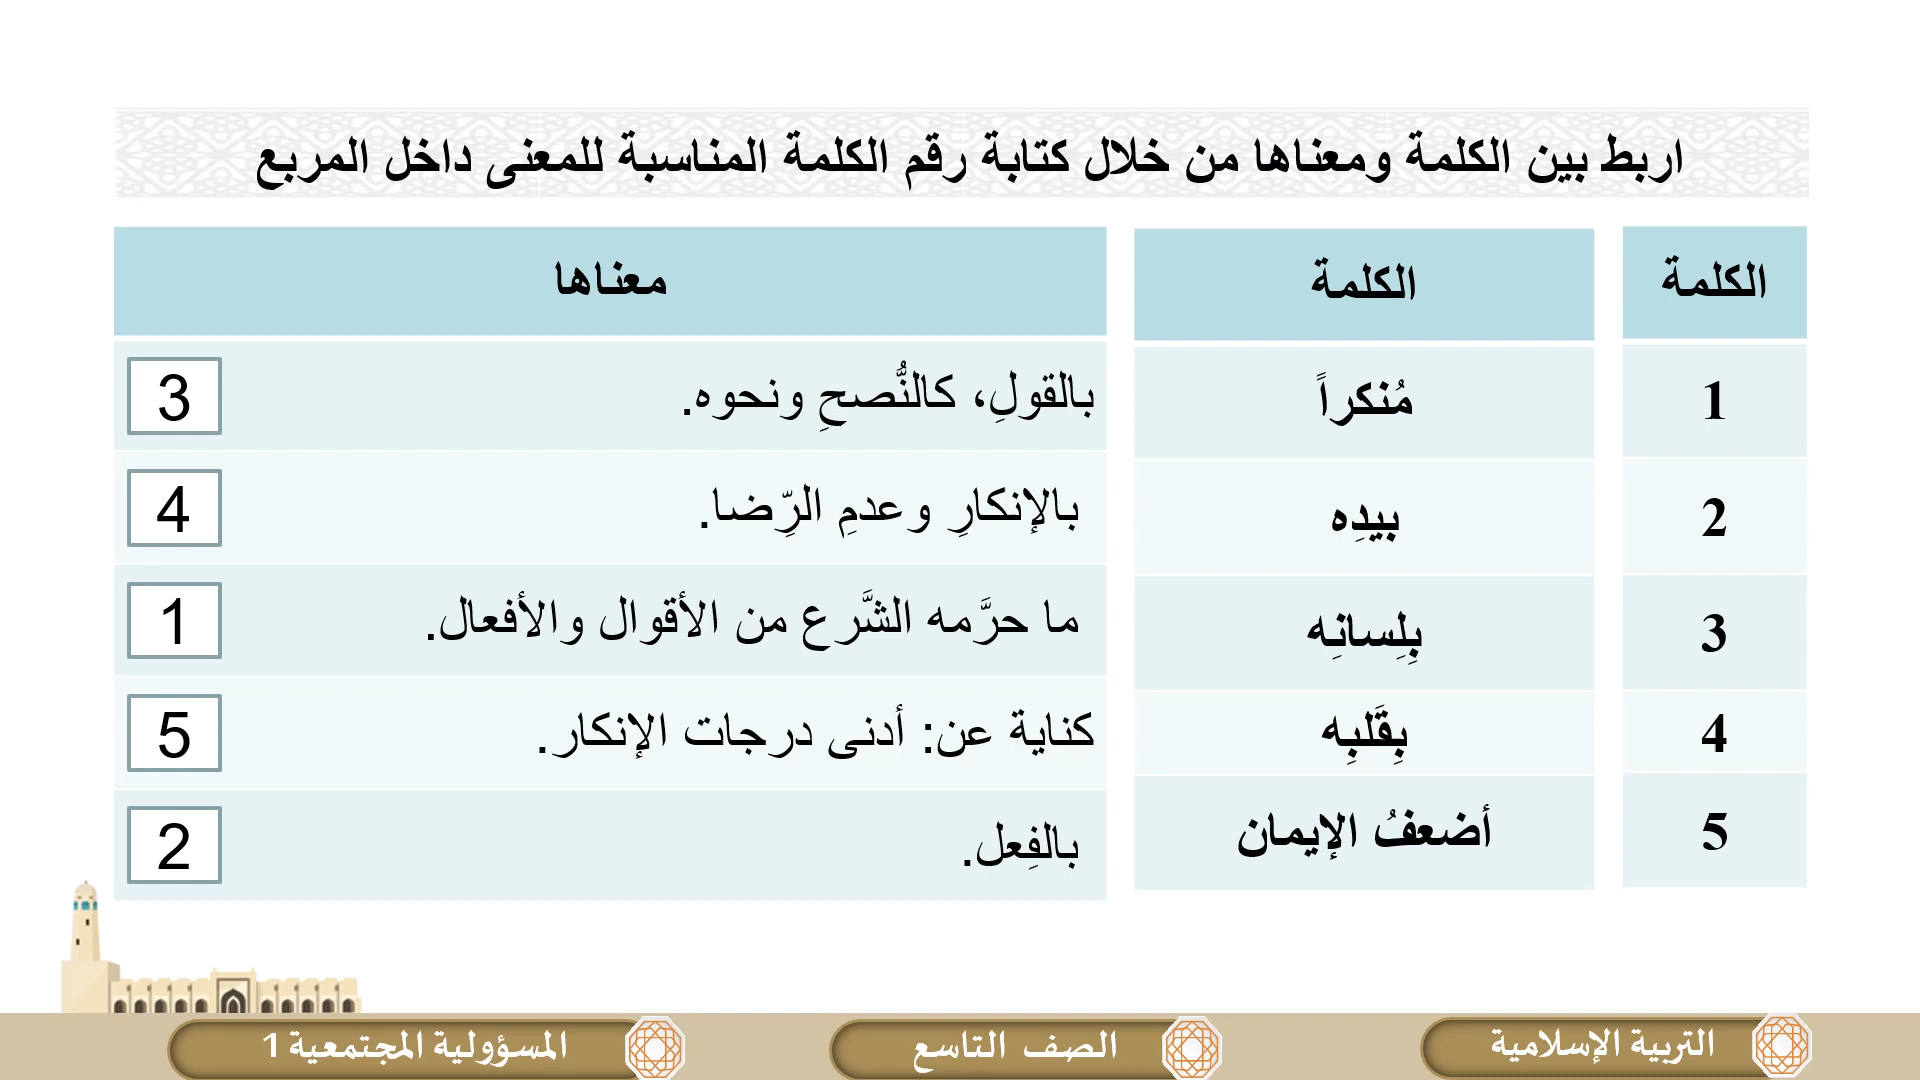 اربط بين الكلمة ومعناها من خلال كتابة رقم الكلمة المناسبة للمعنى داخل المربع
الكلمة الكلمة معناها
1 مُنكراً بالقولِ، كالنُّصحِ ونحوه. 3
2 بيدِه بالإنكارِ وعدمِ الرِّضا. 4
3 بِلِسانِه ما حرَّمه الشَّرع من الأقوال والأفعال. 1
4 بِقَلبِه كناية عن: أدنى درجات الإنكار. 5
5 أضعفُ الإيمان بالفِعل. 2
التربية الإسلامية الصف التاسع المسؤولية المجتمعية 1